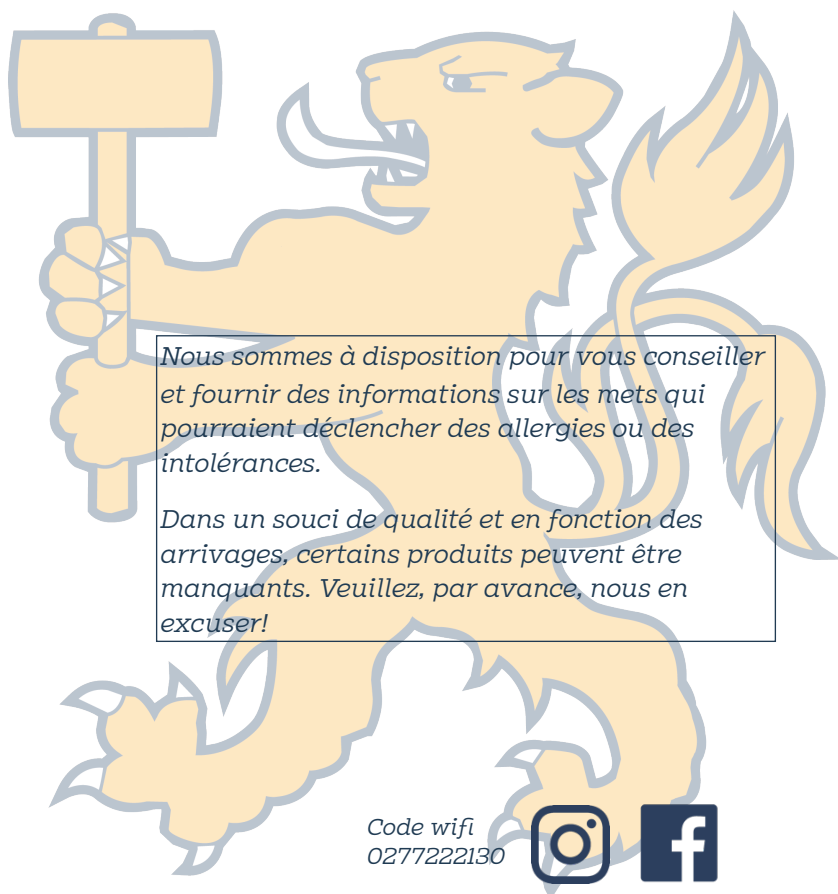 Nous sommes à disposition pour vous conseiller
et fournir des informations sur les mets qui
pourraient déclencher des allergies ou des
intolérances.
Dans un souci de qualité et en fonction des
arrivages, certains produits peuvent être
manquants. Veuillez, par avance, nous en
excuser!
Code wifi
0277222130